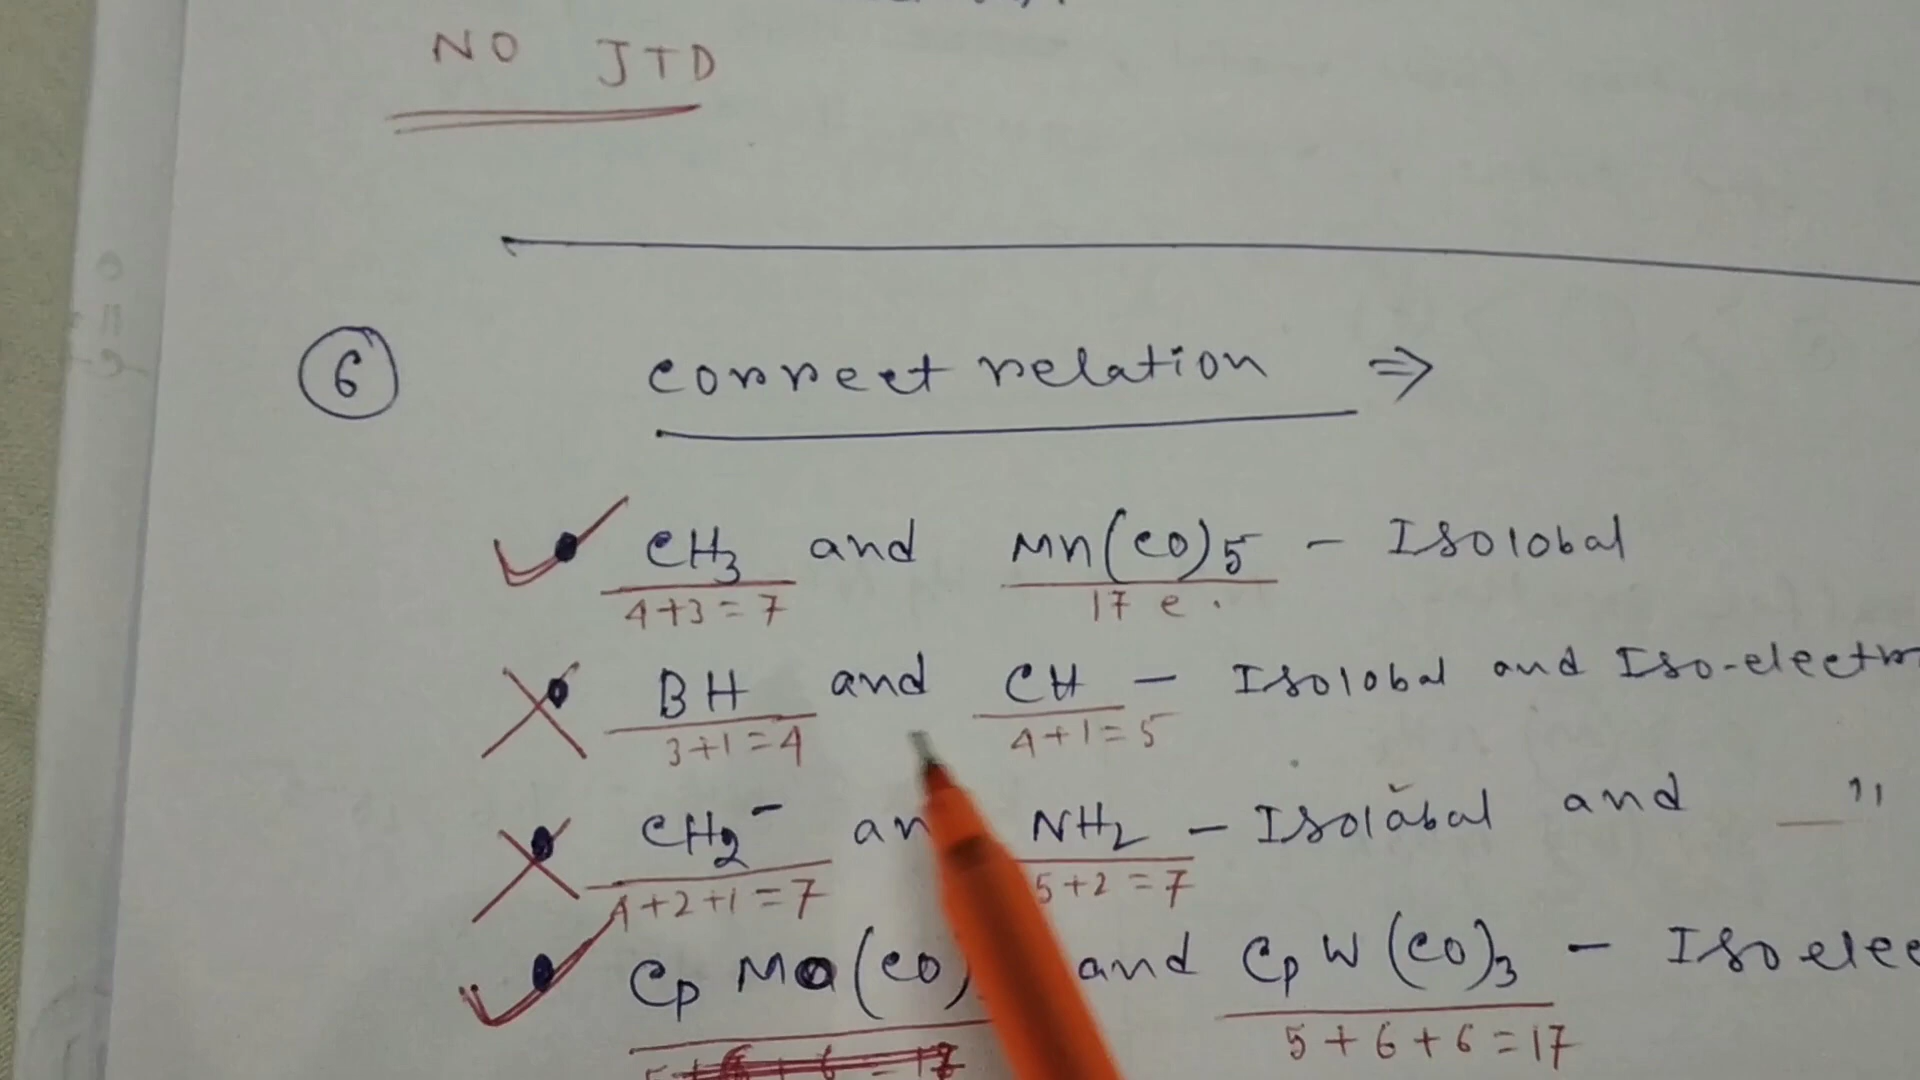 NO JTD
6 correct relation ⇒
CH3 and Mn(CO)5 - Isolobal
4+3=7 17 e.
BH and CH - Isolobal and Iso-electr
3+1=4 4+1=5
CH2⁻ an NH2 - Isolabal and — "
4+2+1=7 5+2=7
Cp Mo(CO) and Cp W(CO)3 - Isoelec
5+6+6=17